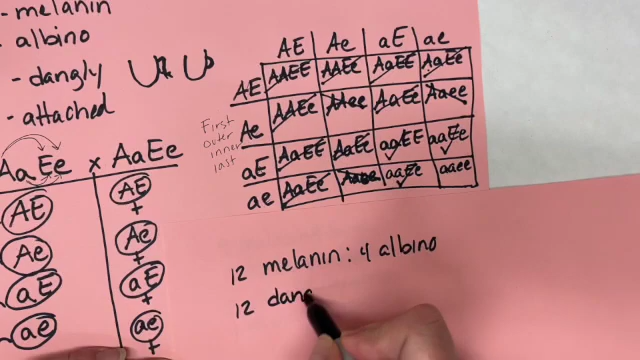 - melanin
- albino
- dangly
- attached
AaEe x AaEe
AE AE
Ae Ae
aE aE
ae ae
First
outer
inner
last
AE Ae aE ae
AE AAEE AAEe AaEE AaEe
Ae AAEe AAee AaEe Aaee
aE AaEE AaEe aaEE aaEe
ae AaEe aaEe aaee
12 melanin : 4 albino
12 dang